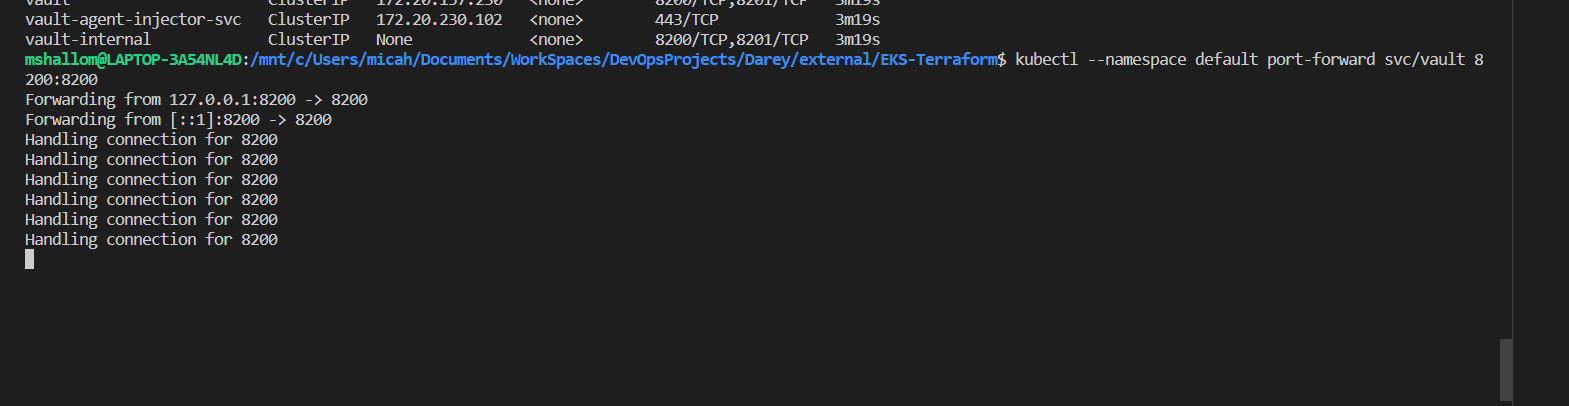 vault                      ClusterIP   172.20.157.230   <none>        8200/TCP,8201/TCP   3m19s
vault-agent-injector-svc   ClusterIP   172.20.230.102   <none>        443/TCP             3m19s
vault-internal             ClusterIP   None             <none>        8200/TCP,8201/TCP   3m19s
mshallom@LAPTOP-3A54NL4D:/mnt/c/Users/micah/Documents/WorkSpaces/DevOpsProjects/Darey/external/EKS-Terraform$ kubectl --namespace default port-forward svc/vault 8
200:8200
Forwarding from 127.0.0.1:8200 -> 8200
Forwarding from [::1]:8200 -> 8200
Handling connection for 8200
Handling connection for 8200
Handling connection for 8200
Handling connection for 8200
Handling connection for 8200
Handling connection for 8200